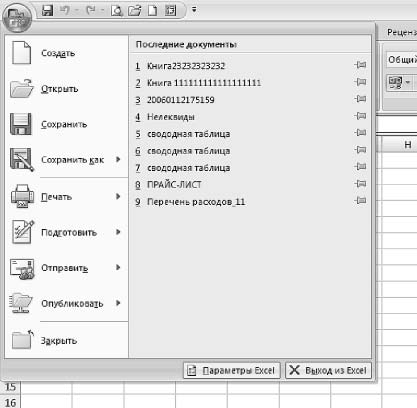 Последние документы
Создать
Открыть
Сохранить
Сохранить как
Печать
Подготовить
Отправить
Опубликовать
Закрыть
1 Книга23232323232
2 Книга 111111111111111111
3 20060112175159
4 Нелеквиды
5 свододная таблица
6 свододная таблица
7 свододная таблица
8 ПРАЙС-ЛИСТ
9 Перечень расходов_11
Параметры Excel
Выход из Excel
Реценз
Общий
H
15
16